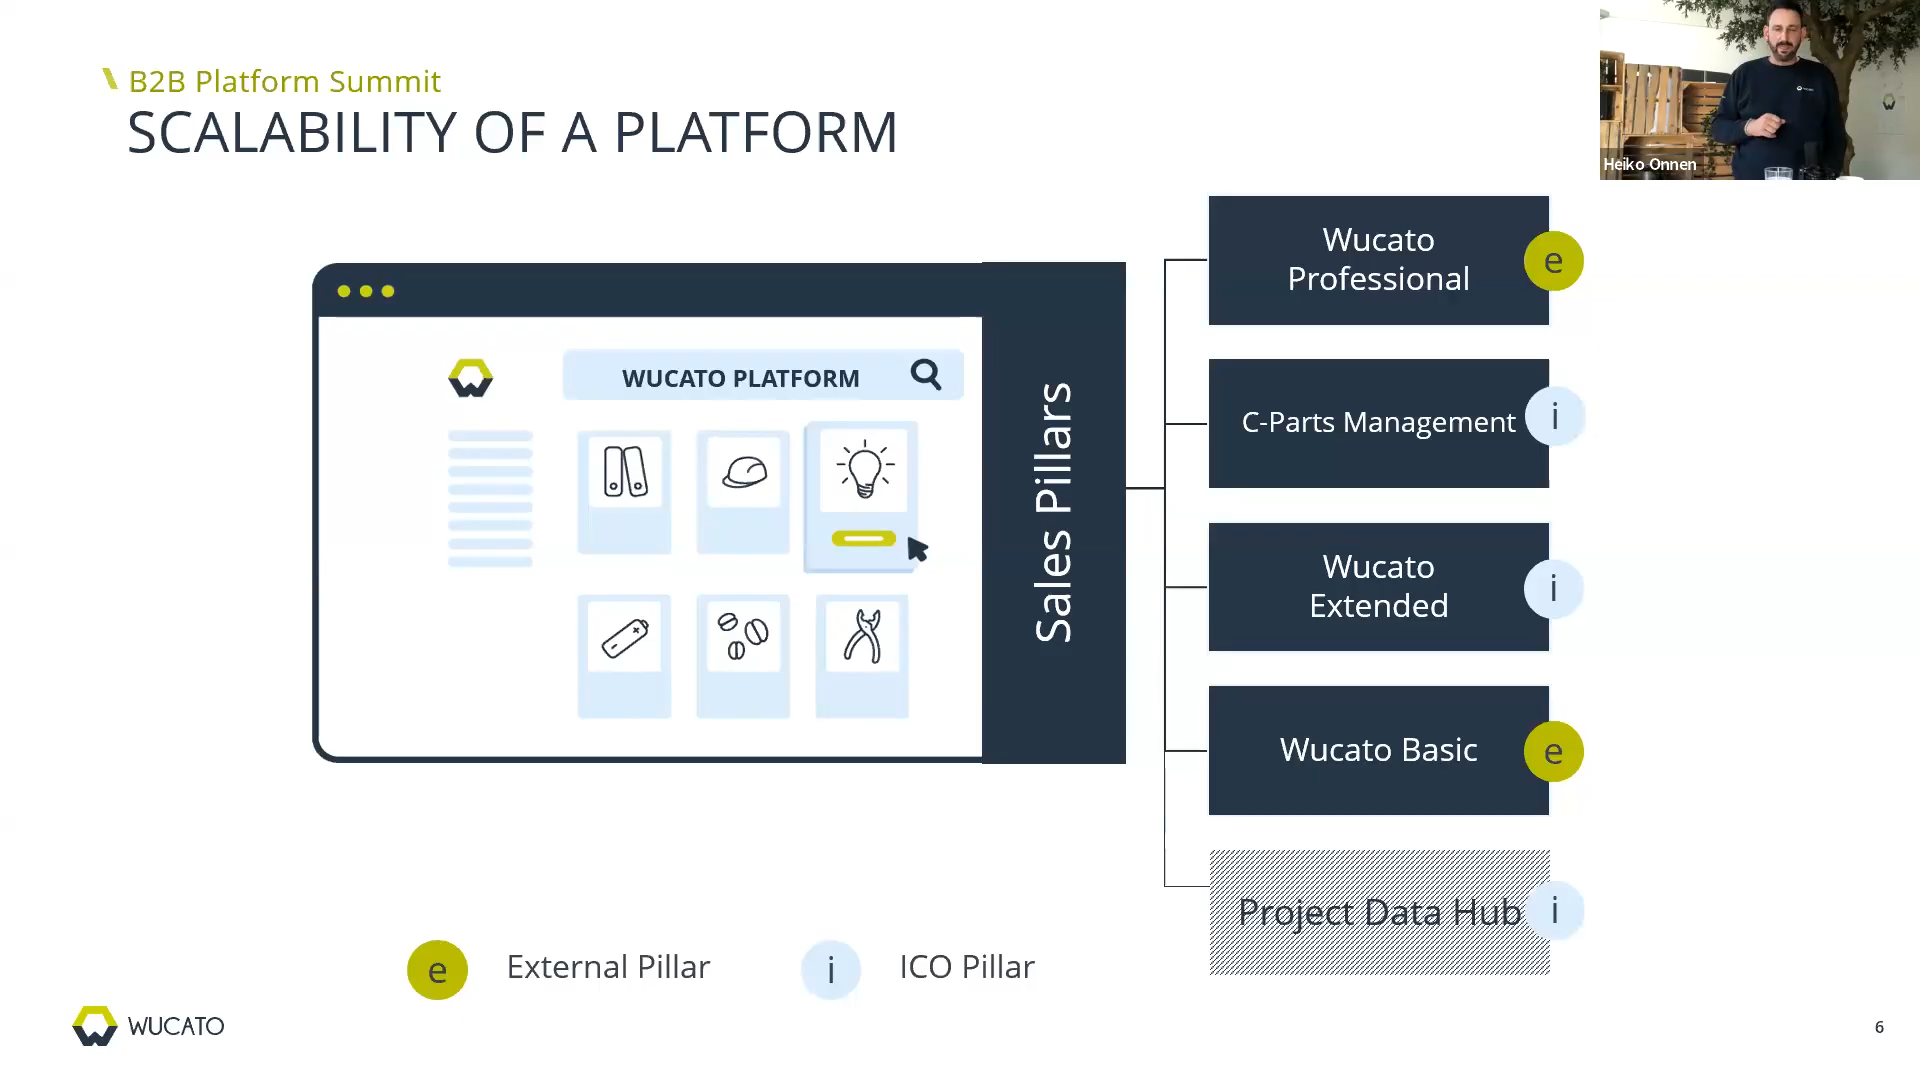 B2B Platform Summit
SCALABILITY OF A PLATFORM
Heiko Onnen
WUCATO PLATFORM
Sales Pillars
Wucato
Professional
e
C-Parts Management
i
Wucato
Extended
i
Wucato Basic
e
Project Data Hub
i
e
External Pillar
i
ICO Pillar
WUCATO
6